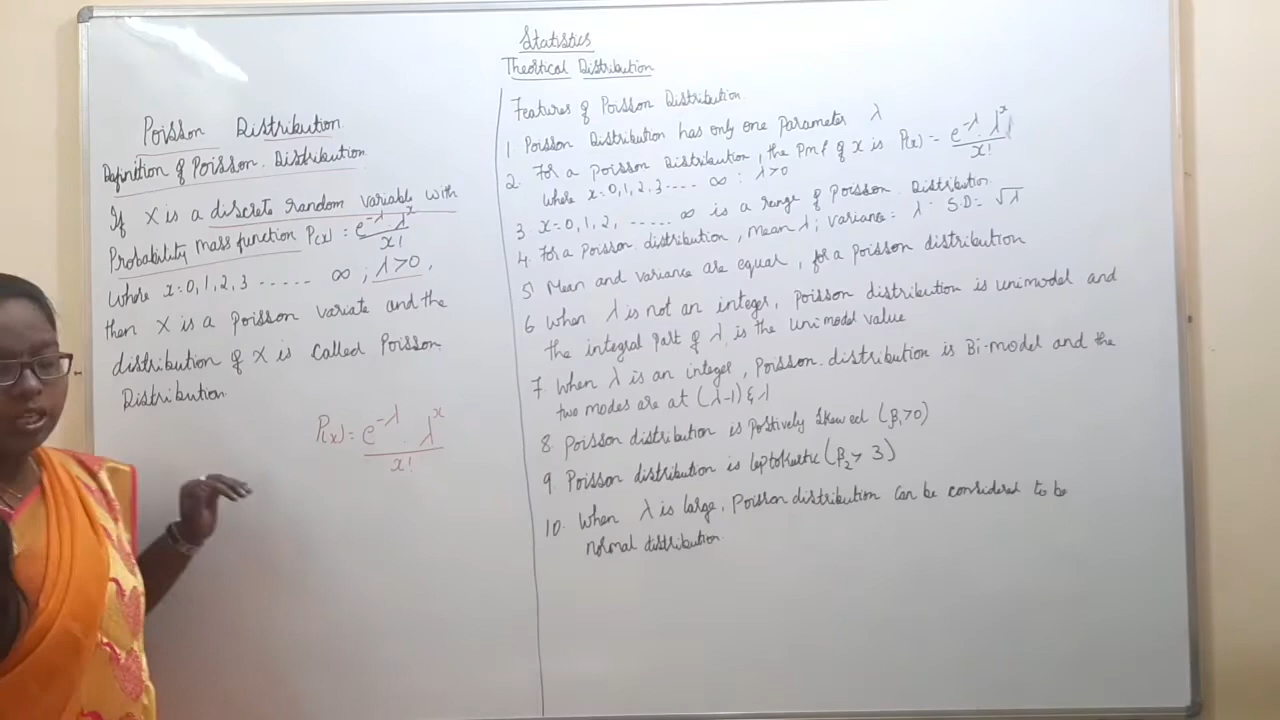 Statistics
Theoritical Distribution
Poisson Distribution
Definition of Poisson Distribution
If X is a discrete random variable with
Probability mass function P(x) = e^-λ . λ^x / x!
where x = 0, 1, 2, 3 ...... ∞ ; λ > 0,
then X is a poisson variate and the
distribution of X is called Poisson
Distribution.
P(x) = e^-λ . λ^x / x!
Features of Poisson Distribution
1 Poisson Distribution has only one Parameter λ
2. For a poisson Distribution, the Pmf of x is P(x) = e^-λ . λ^x / x!
where x = 0, 1, 2, 3 ..... ∞ : λ > 0
3 x = 0, 1, 2, ...... ∞ is a range of Poisson Distribution.
4 For a Poisson distribution, Mean λ ; variance = λ S.D = √λ
5 Mean and variance are equal, for a Poisson distribution
6 When λ is not an integer, Poisson distribution is unimodel and
the integral part of λ is the unimodel value
7 When λ is an integer, Poisson distribution is Bi-model and the
two modes are at (λ-1) & λ
8. Poisson distribution is Positively Skewed (β1 > 0)
9 Poisson distribution is leptokurtic (β2 > 3)
10. When λ is large, Poisson distribution can be considered to be
normal distribution.